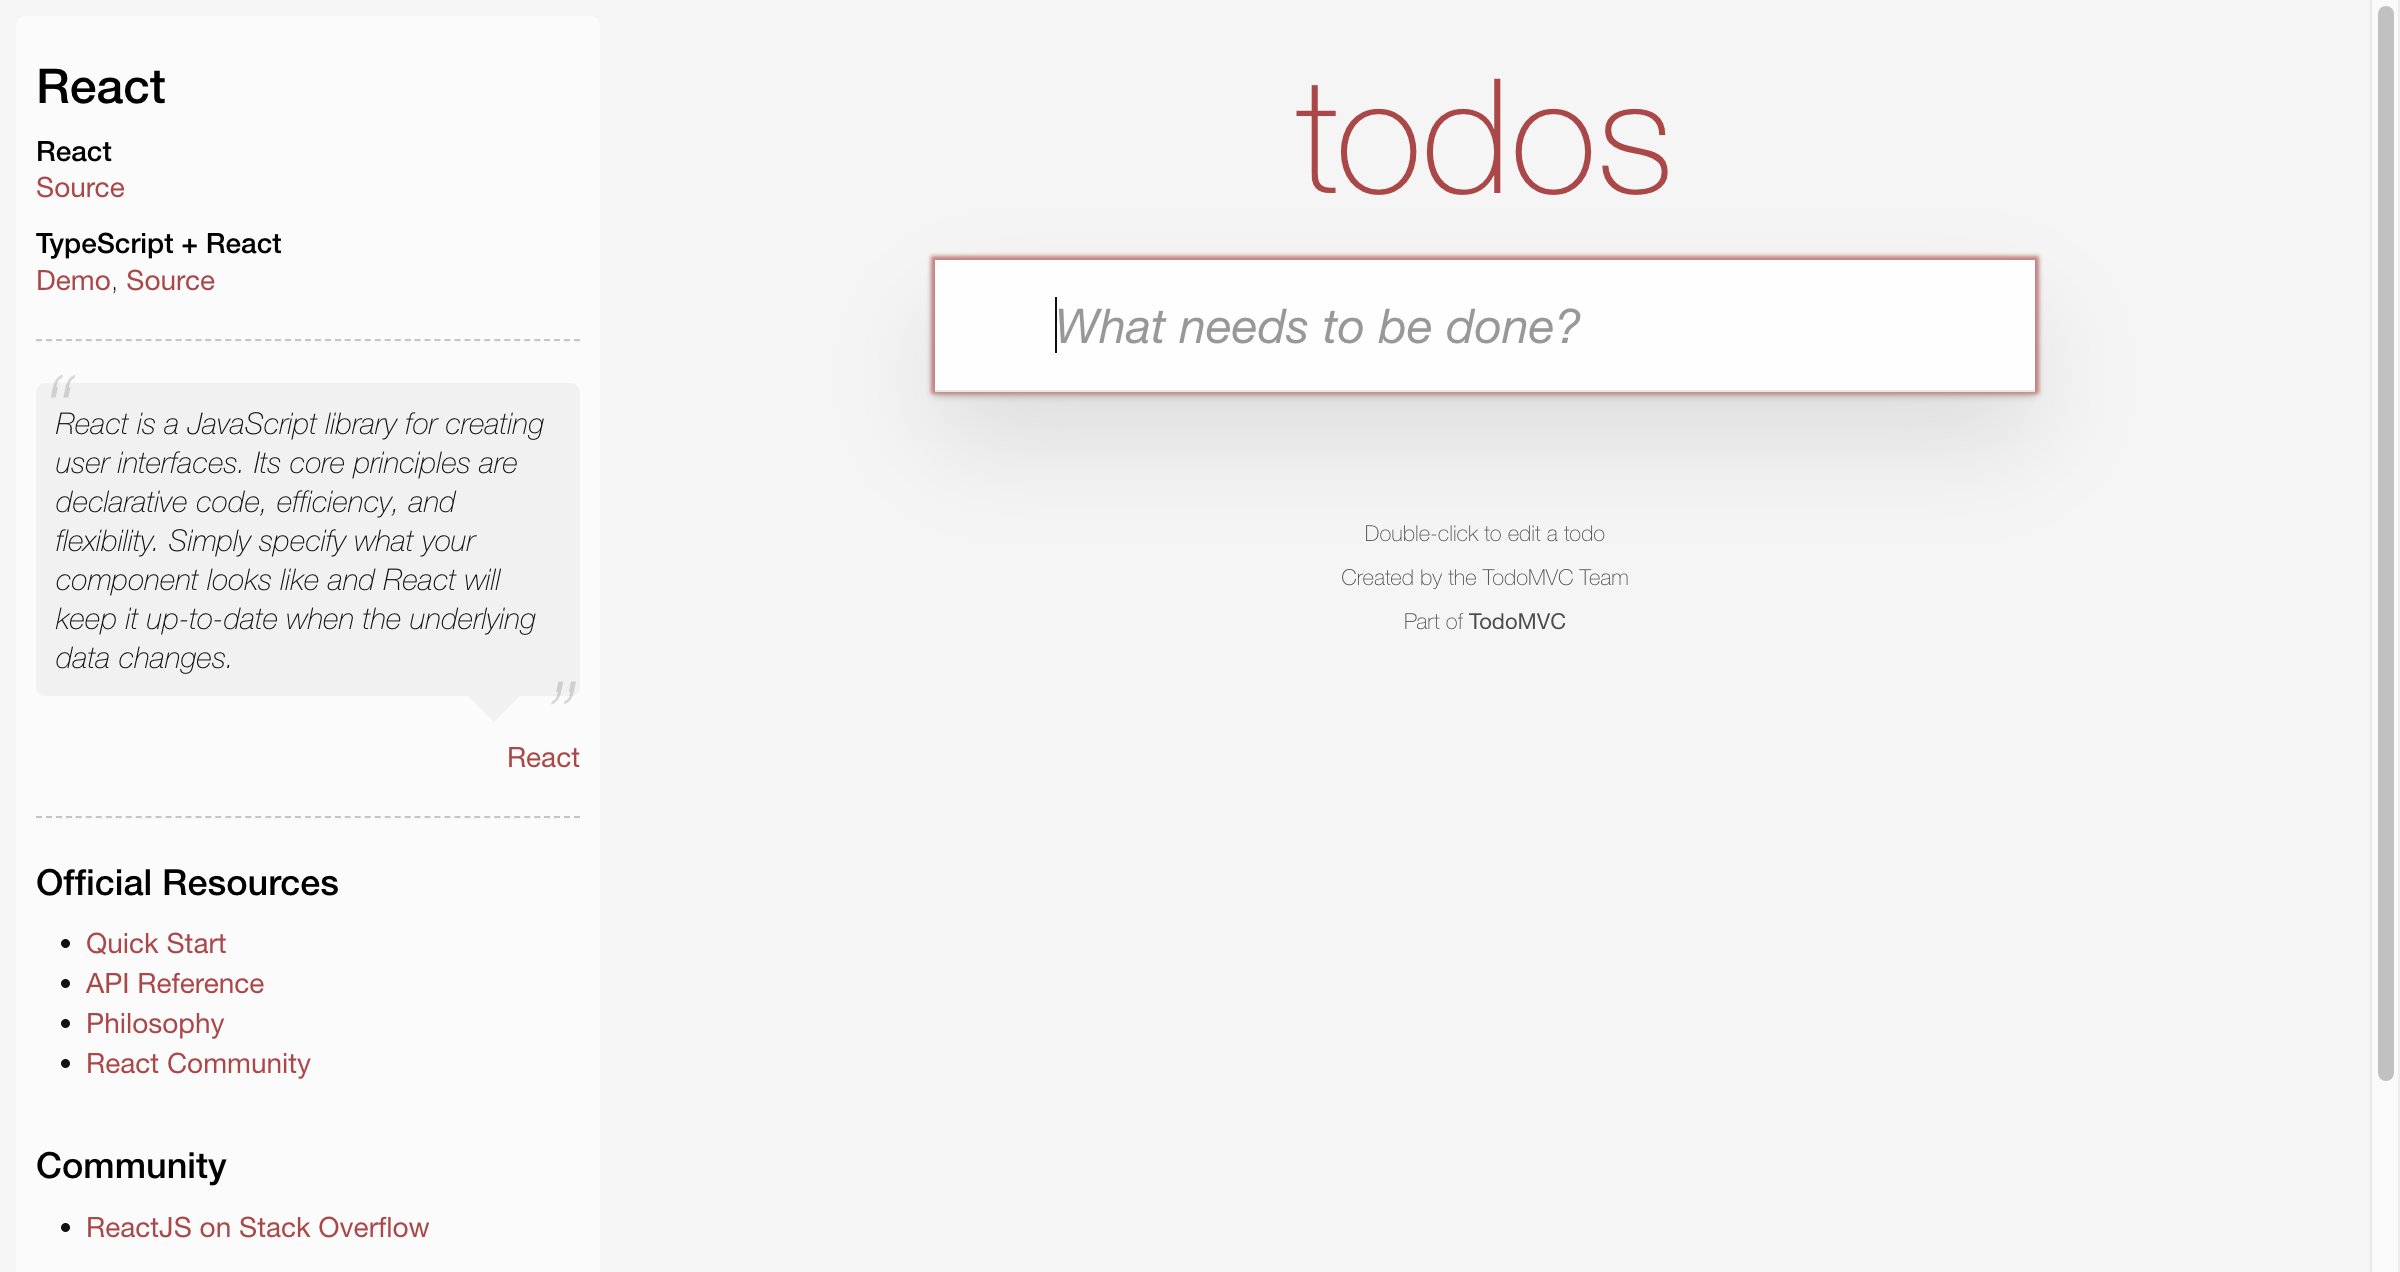 React
React
Source
TypeScript + React
Demo, Source
“
React is a JavaScript library for creating
user interfaces. Its core principles are
declarative code, efficiency, and
flexibility. Simply specify what your
component looks like and React will
keep it up-to-date when the underlying
data changes.
”
React
Official Resources
• Quick Start
• API Reference
• Philosophy
• React Community
Community
• ReactJS on Stack Overflow
todos
What needs to be done?
Double-click to edit a todo
Created by the TodoMVC Team
Part of TodoMVC